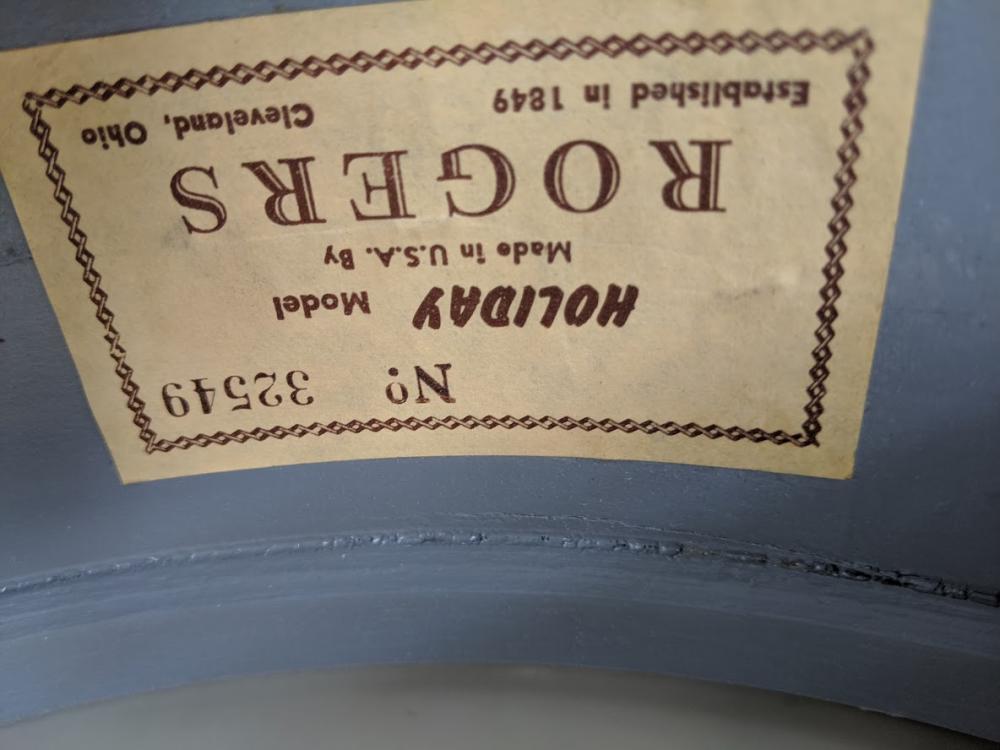 Nº 32549
HOLIDAY Model
Made in U.S.A. By
ROGERS
Established in 1849 Cleveland, Ohio